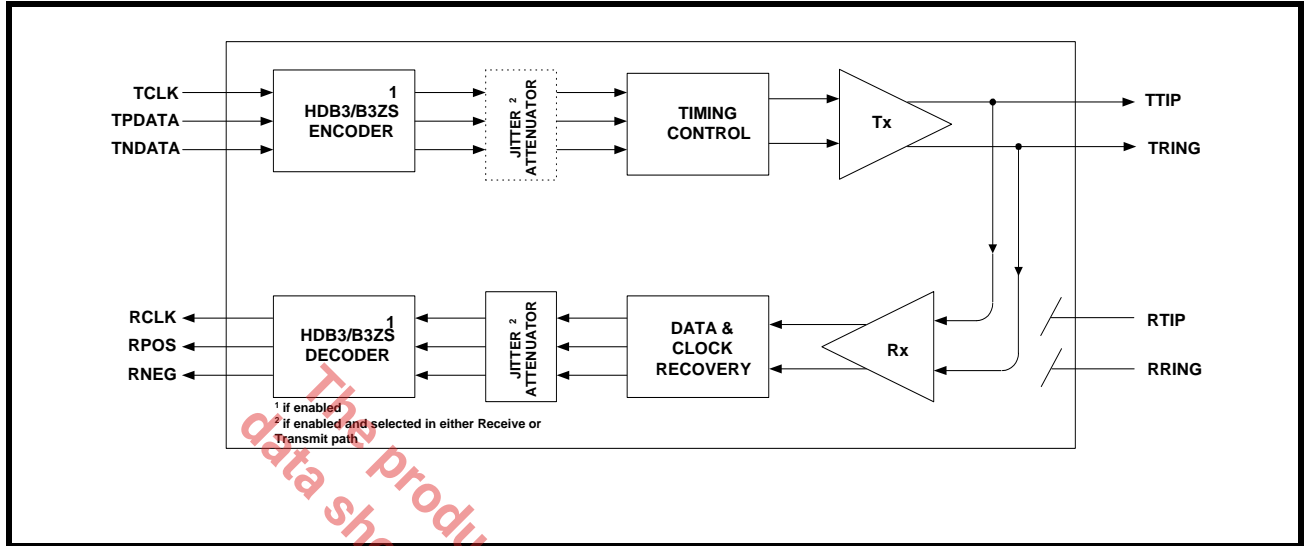 TCLK
TPDATA
TNDATA
1
HDB3/B3ZS
ENCODER
JITTER 2
ATTENUATOR
TIMING
CONTROL
Tx
TTIP
TRING
RCLK
RPOS
RNEG
1
HDB3/B3ZS
DECODER
JITTER 2
ATTENUATOR
DATA &
CLOCK
RECOVERY
Rx
RTIP
RRING
1 if enabled
2 if enabled and selected in either Receive or
Transmit path
The produ
data she